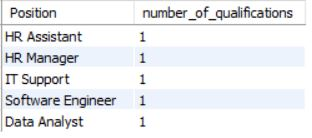 Position number_of_qualifications
HR Assistant 1
HR Manager 1
IT Support 1
Software Engineer 1
Data Analyst 1